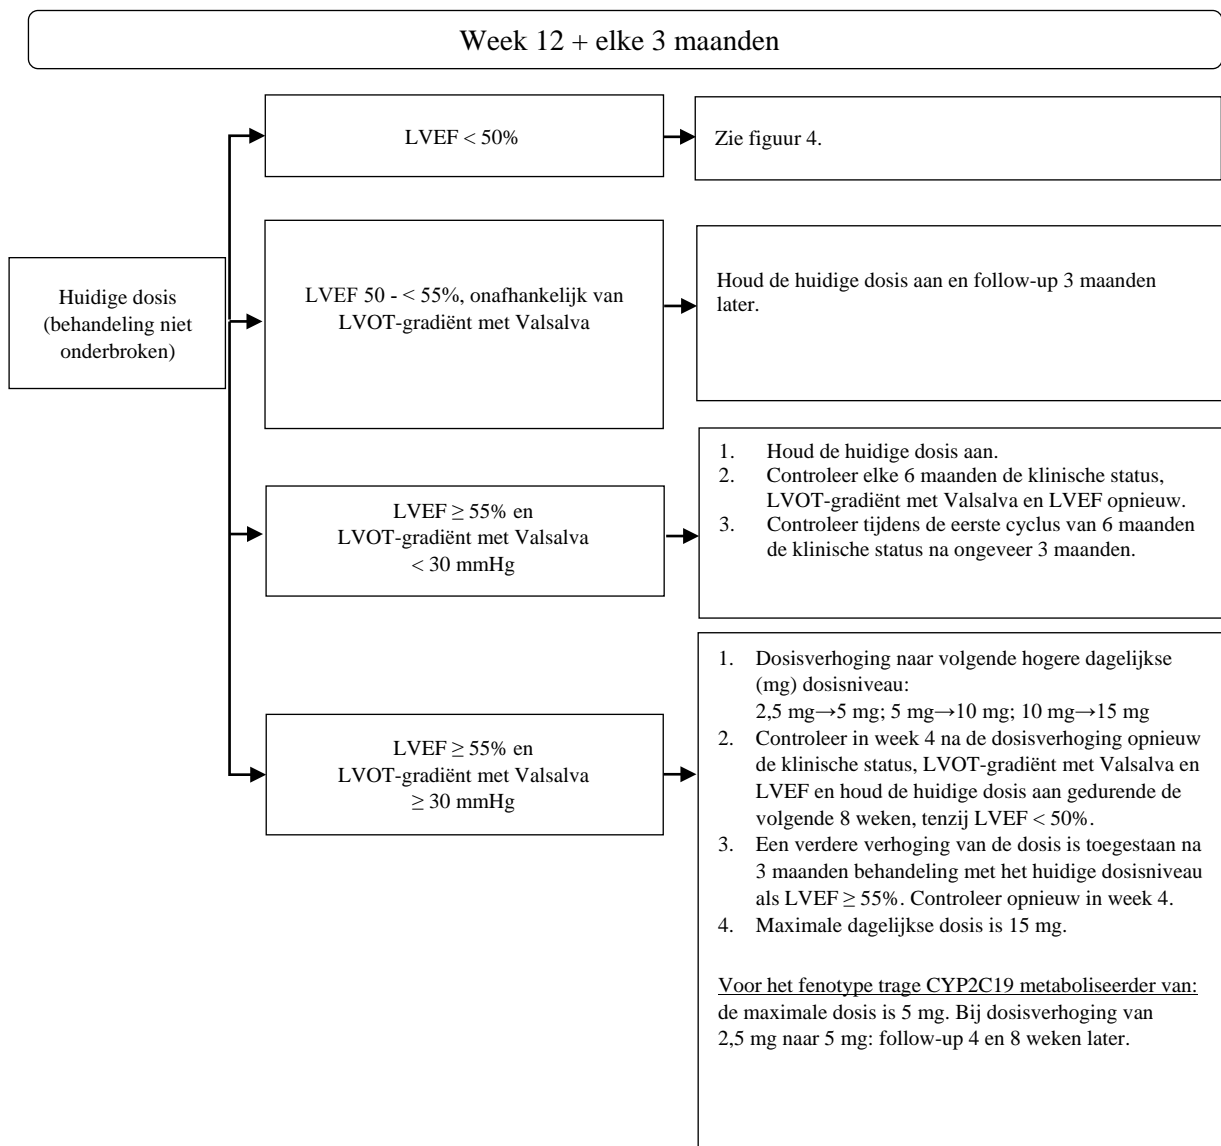 Week 12 + elke 3 maanden
Huidige dosis
(behandeling niet
onderbroken)
LVEF < 50%
Zie figuur 4.
LVEF 50 - < 55%, onafhankelijk van
LVOT-gradiënt met Valsalva
Houd de huidige dosis aan en follow-up 3 maanden
later.
LVEF ≥ 55% en
LVOT-gradiënt met Valsalva
< 30 mmHg
1. Houd de huidige dosis aan.
2. Controleer elke 6 maanden de klinische status,
LVOT-gradiënt met Valsalva en LVEF opnieuw.
3. Controleer tijdens de eerste cyclus van 6 maanden
de klinische status na ongeveer 3 maanden.
LVEF ≥ 55% en
LVOT-gradiënt met Valsalva
≥ 30 mmHg
1. Dosisverhoging naar volgende hogere dagelijkse
(mg) dosisniveau:
2,5 mg→5 mg; 5 mg→10 mg; 10 mg→15 mg
2. Controleer in week 4 na de dosisverhoging opnieuw
de klinische status, LVOT-gradiënt met Valsalva en
LVEF en houd de huidige dosis aan gedurende de
volgende 8 weken, tenzij LVEF < 50%.
3. Een verdere verhoging van de dosis is toegestaan na
3 maanden behandeling met het huidige dosisniveau
als LVEF ≥ 55%. Controleer opnieuw in week 4.
4. Maximale dagelijkse dosis is 15 mg.
Voor het fenotype trage CYP2C19 metaboliseerder van:
de maximale dosis is 5 mg. Bij dosisverhoging van
2,5 mg naar 5 mg: follow-up 4 en 8 weken later.